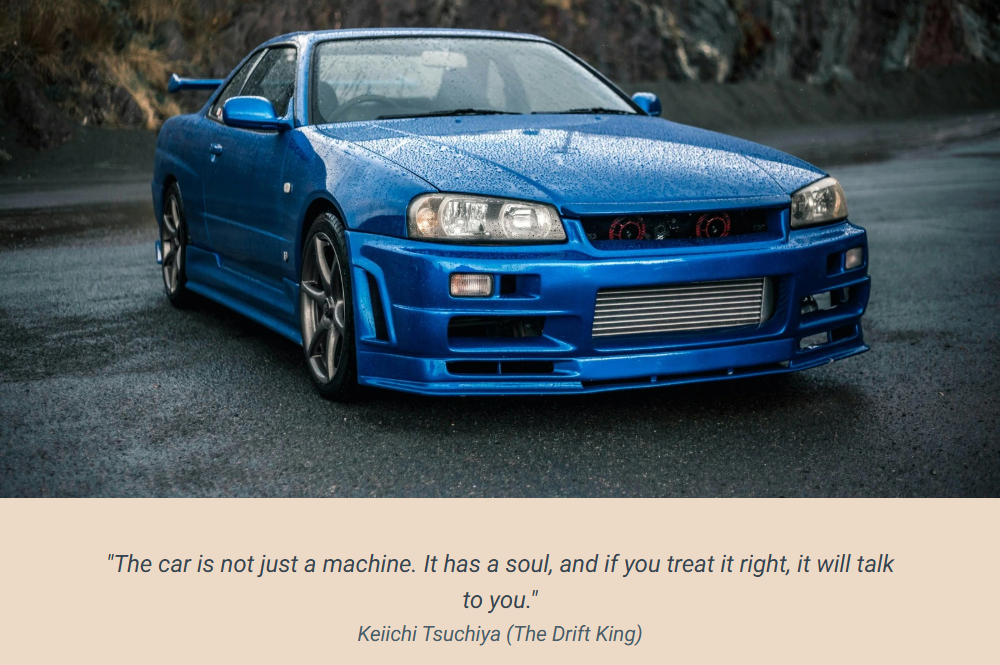 "The car is not just a machine. It has a soul, and if you treat it right, it will talk
to you."
Keiichi Tsuchiya (The Drift King)